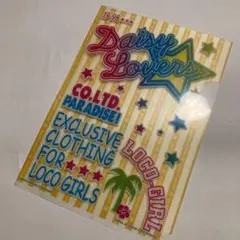 Daisy
Lovers
CO.LTD.
PARADISE!
EXCLUSIVE
CLOTHING
FOR
LOCO GIRLS
LOCO-GIRL